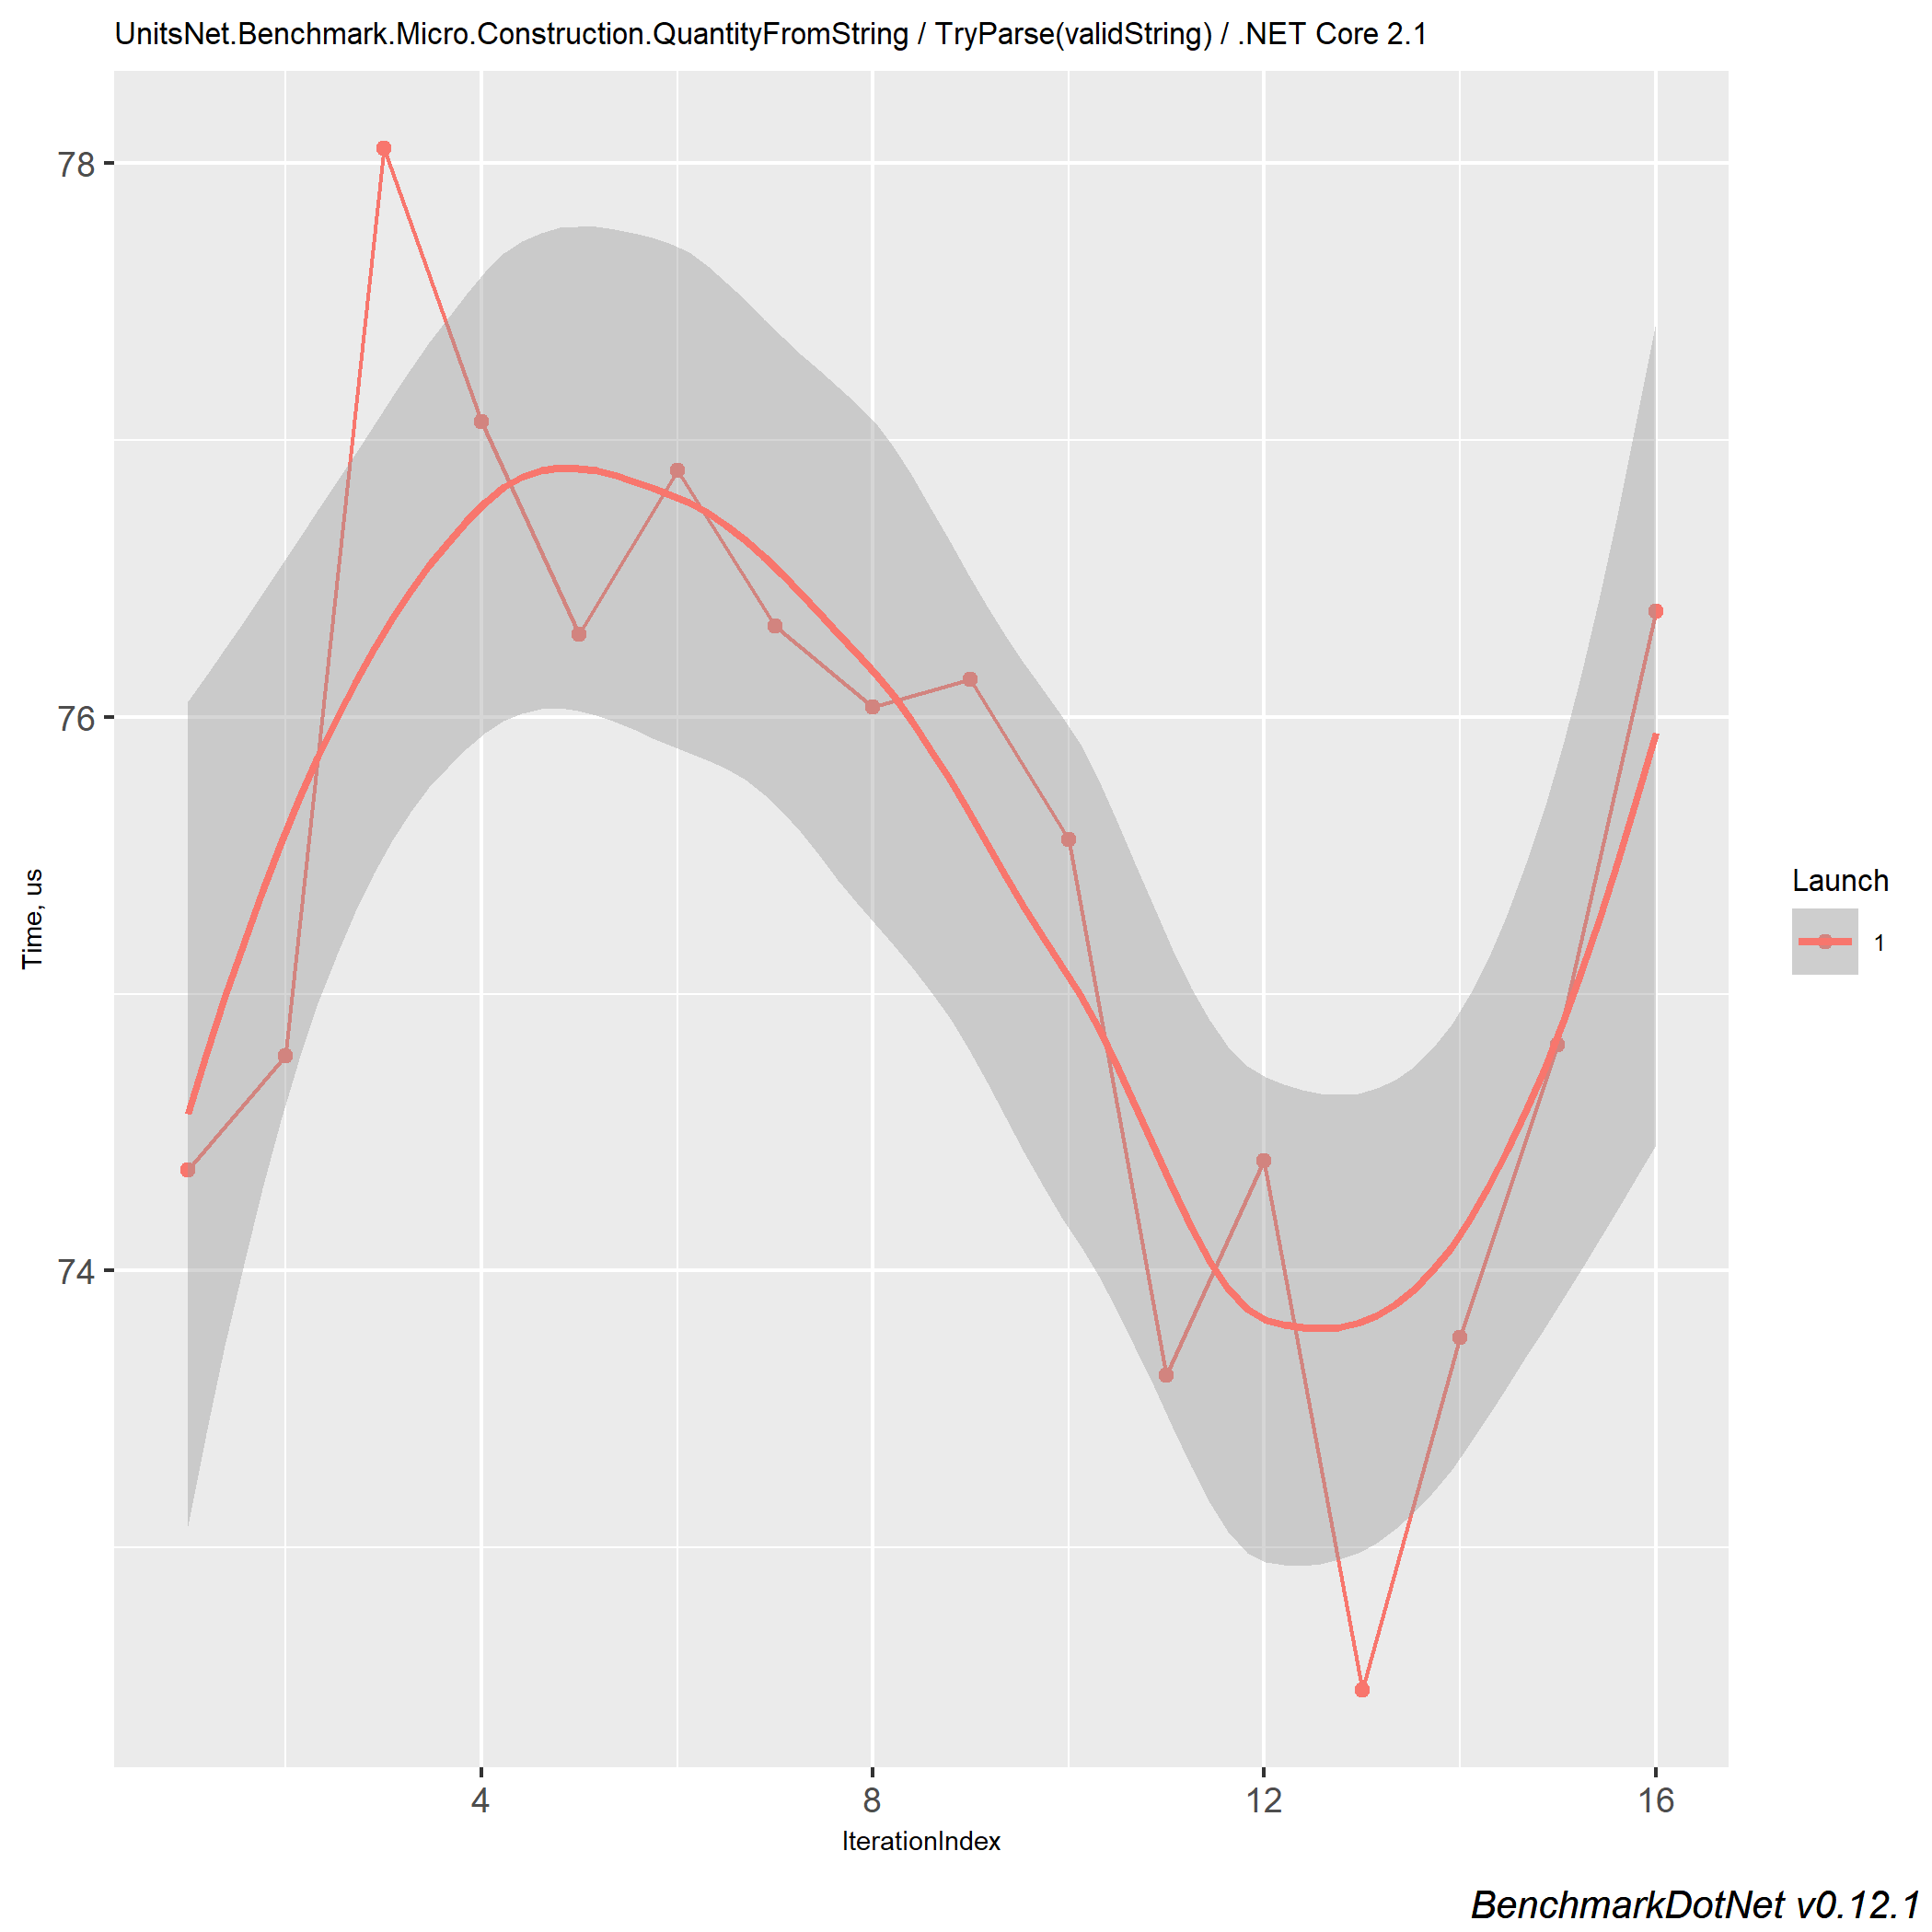 UnitsNet.Benchmark.Micro.Construction.QuantityFromString / TryParse(validString) / .NET Core 2.1
78
76
74
Time, us
4 8 12 16
IterationIndex
Launch
1
BenchmarkDotNet v0.12.1